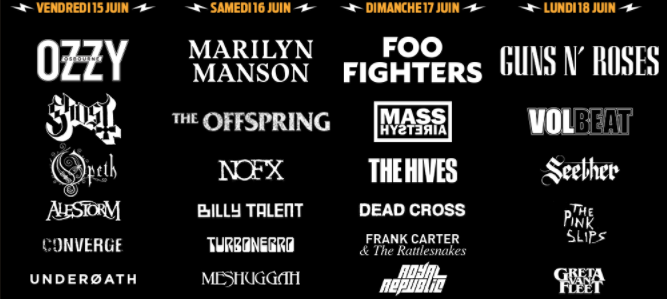 VENDREDI 15 JUIN
OZZY
OSBOURNE
Ghost
Opeth
ALESTORM
CONVERGE
UNDERØATH
SAMEDI 16 JUIN
MARILYN
MANSON
THE OFFSPRING
NOFX
BILLY TALENT
TURBONEGRO
MESHUGGAH
DIMANCHE 17 JUIN
FOO
FIGHTERS
MASS
HYSTERIA
THE HIVES
DEAD CROSS
FRANK CARTER
& The Rattlesnakes
ROYAL
REPUBLIC
LUNDI 18 JUIN
GUNS N' ROSES
VOLBEAT
Seether
THE
PINK
SLIPS
GRETA
VAN
FLEET